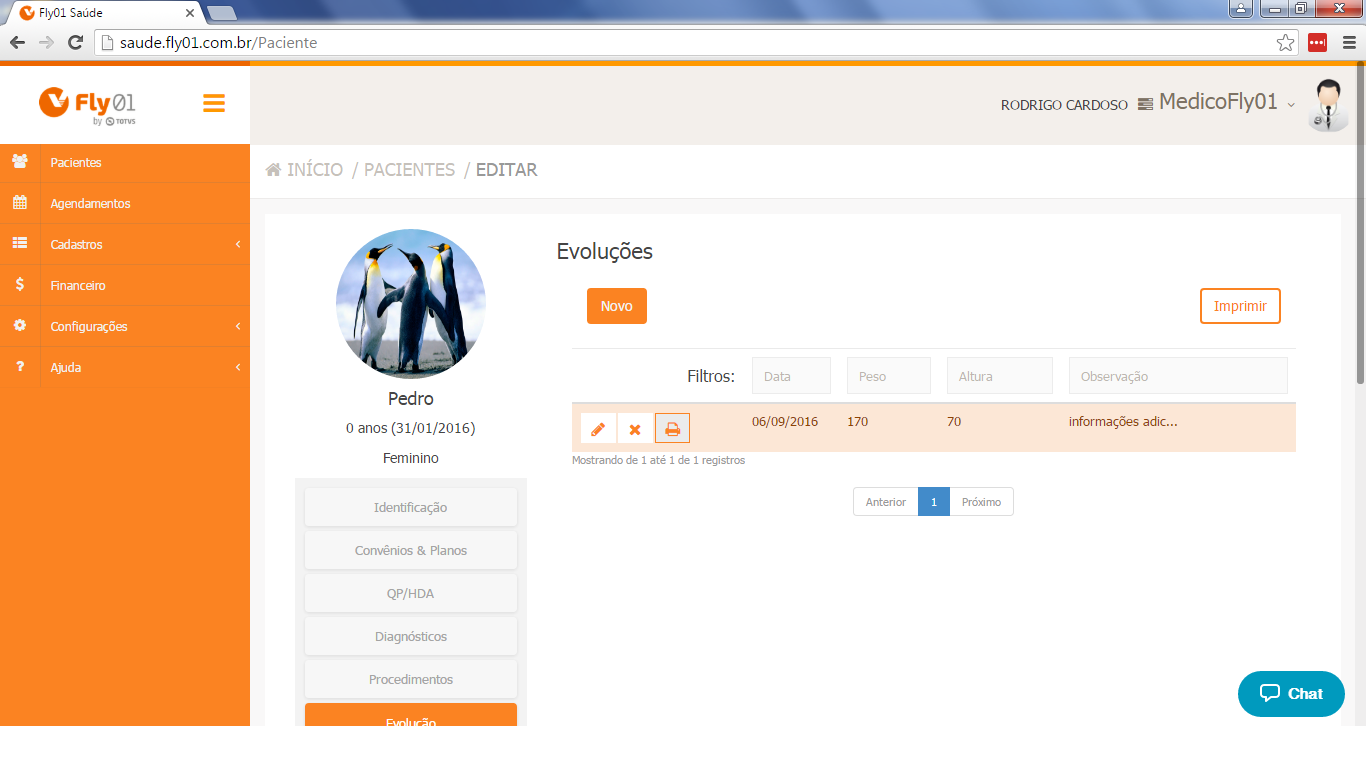 Fly01 Saúde
saude.fly01.com.br/Paciente
Fly01
by TOTVS
RODRIGO CARDOSO MedicoFly01
Pacientes
Agendamentos
Cadastros
Financeiro
Configurações
Ajuda
INÍCIO / PACIENTES / EDITAR
Pedro
0 anos (31/01/2016)
Feminino
Identificação
Convênios & Planos
QP/HDA
Diagnósticos
Procedimentos
Evolução
Evoluções
Novo Imprimir
Filtros: Data Peso Altura Observação
06/09/2016 170 70 informações adic...
Mostrando de 1 até 1 de 1 registros
Anterior 1 Próximo
Chat